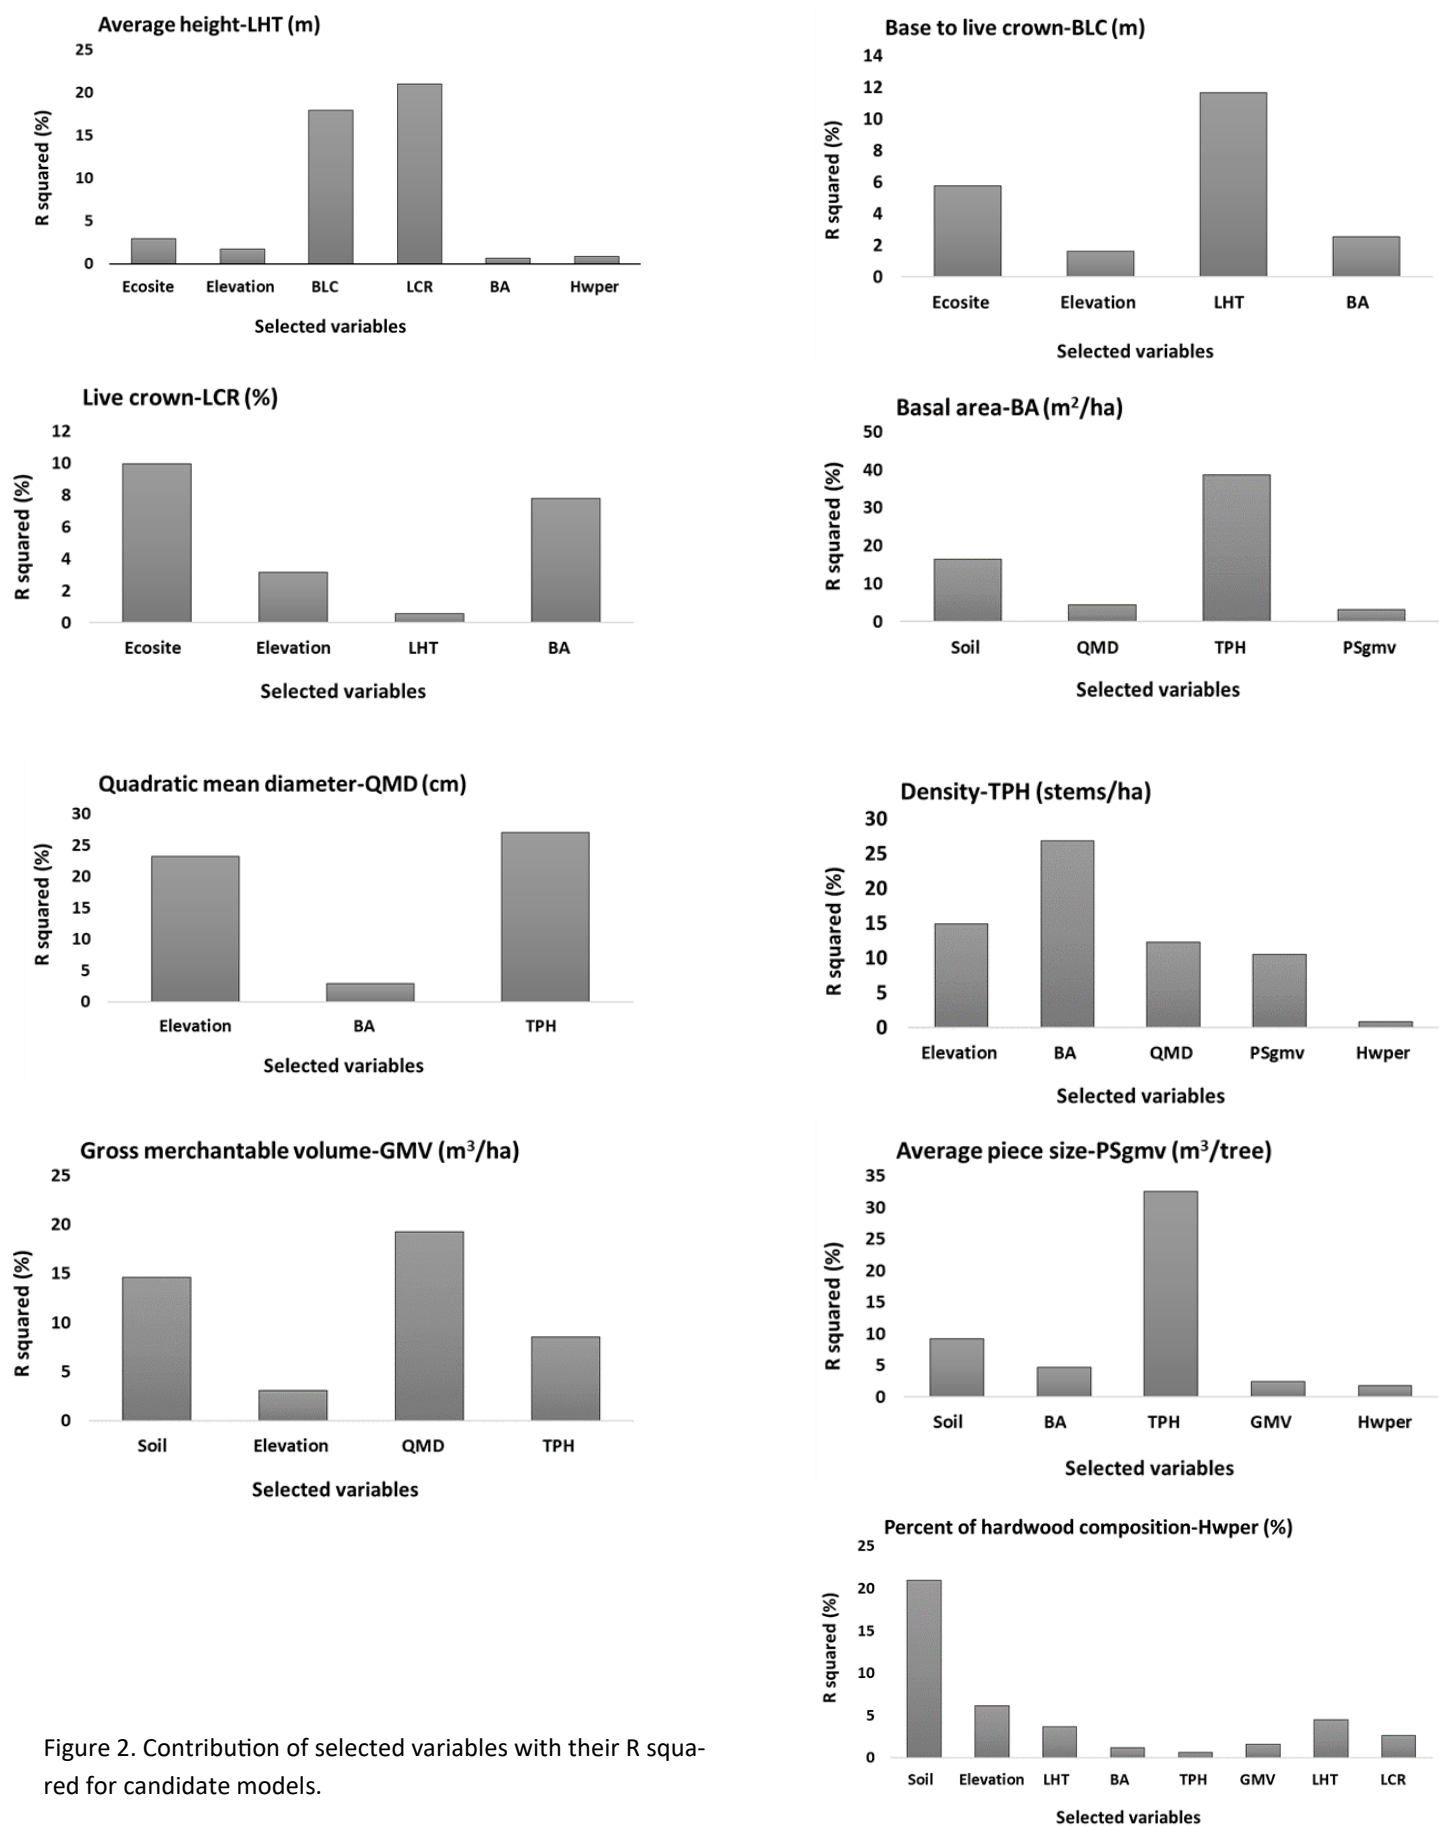 Average height-LHT (m)
25
20
15
10
5
0
R squared (%)
Ecosite Elevation BLC LCR BA Hwper
Selected variables
Base to live crown-BLC (m)
14
12
10
8
6
4
2
0
R squared (%)
Ecosite Elevation LHT BA
Selected variables
Live crown-LCR (%)
12
10
8
6
4
2
0
R squared (%)
Ecosite Elevation LHT BA
Selected variables
Basal area-BA (m²/ha)
50
40
30
20
10
0
R squared (%)
Soil QMD TPH PSgmv
Selected variables
Quadratic mean diameter-QMD (cm)
30
25
20
15
10
5
0
R squared (%)
Elevation BA TPH
Selected variables
Density-TPH (stems/ha)
30
25
20
15
10
5
0
R squared (%)
Elevation BA QMD PSgmv Hwper
Selected variables
Gross merchantable volume-GMV (m³/ha)
25
20
15
10
5
0
R squared (%)
Soil Elevation QMD TPH
Selected variables
Average piece size-PSgmv (m³/tree)
35
30
25
20
15
10
5
0
R squared (%)
Soil BA TPH GMV Hwper
Selected variables
Percent of hardwood composition-Hwper (%)
25
20
15
10
5
0
R squared (%)
Soil Elevation LHT BA TPH GMV LHT LCR
Selected variables
Figure 2. Contribution of selected variables with their R squa-
red for candidate models.